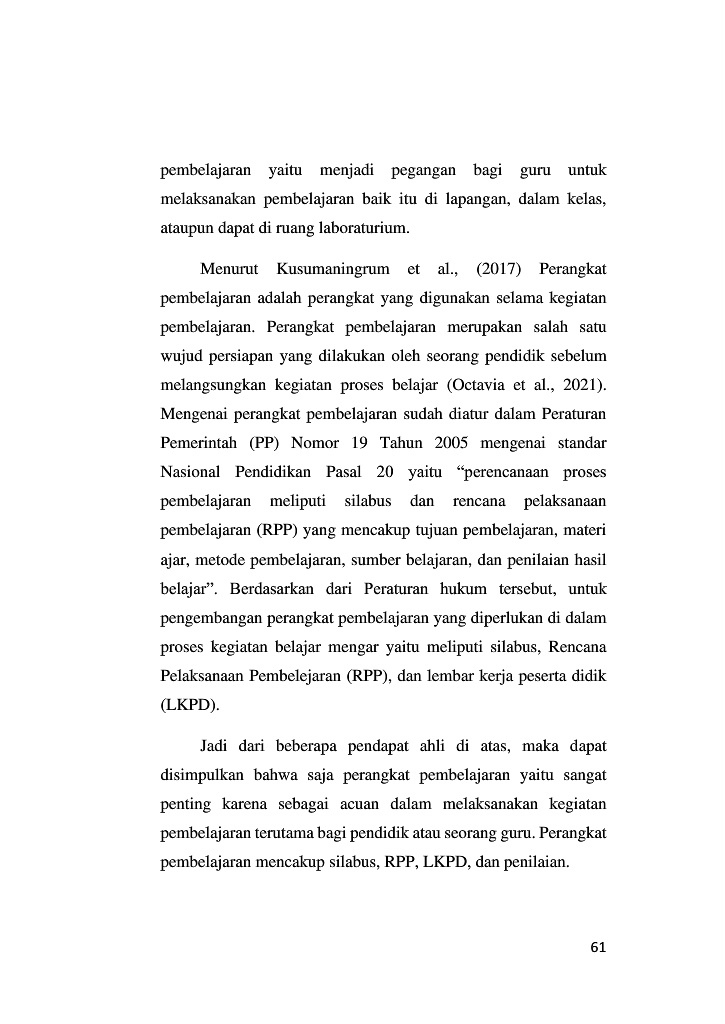 pembelajaran yaitu menjadi pegangan bagi guru untuk
melaksanakan pembelajaran baik itu di lapangan, dalam kelas,
ataupun dapat di ruang laboraturium.
Menurut Kusumaningrum et al., (2017) Perangkat
pembelajaran adalah perangkat yang digunakan selama kegiatan
pembelajaran. Perangkat pembelajaran merupakan salah satu
wujud persiapan yang dilakukan oleh seorang pendidik sebelum
melangsungkan kegiatan proses belajar (Octavia et al., 2021).
Mengenai perangkat pembelajaran sudah diatur dalam Peraturan
Pemerintah (PP) Nomor 19 Tahun 2005 mengenai standar
Nasional Pendidikan Pasal 20 yaitu “perencanaan proses
pembelajaran meliputi silabus dan rencana pelaksanaan
pembelajaran (RPP) yang mencakup tujuan pembelajaran, materi
ajar, metode pembelajaran, sumber belajaran, dan penilaian hasil
belajar”. Berdasarkan dari Peraturan hukum tersebut, untuk
pengembangan perangkat pembelajaran yang diperlukan di dalam
proses kegiatan belajar mengar yaitu meliputi silabus, Rencana
Pelaksanaan Pembelejaran (RPP), dan lembar kerja peserta didik
(LKPD).
Jadi dari beberapa pendapat ahli di atas, maka dapat
disimpulkan bahwa saja perangkat pembelajaran yaitu sangat
penting karena sebagai acuan dalam melaksanakan kegiatan
pembelajaran terutama bagi pendidik atau seorang guru. Perangkat
pembelajaran mencakup silabus, RPP, LKPD, dan penilaian.
61